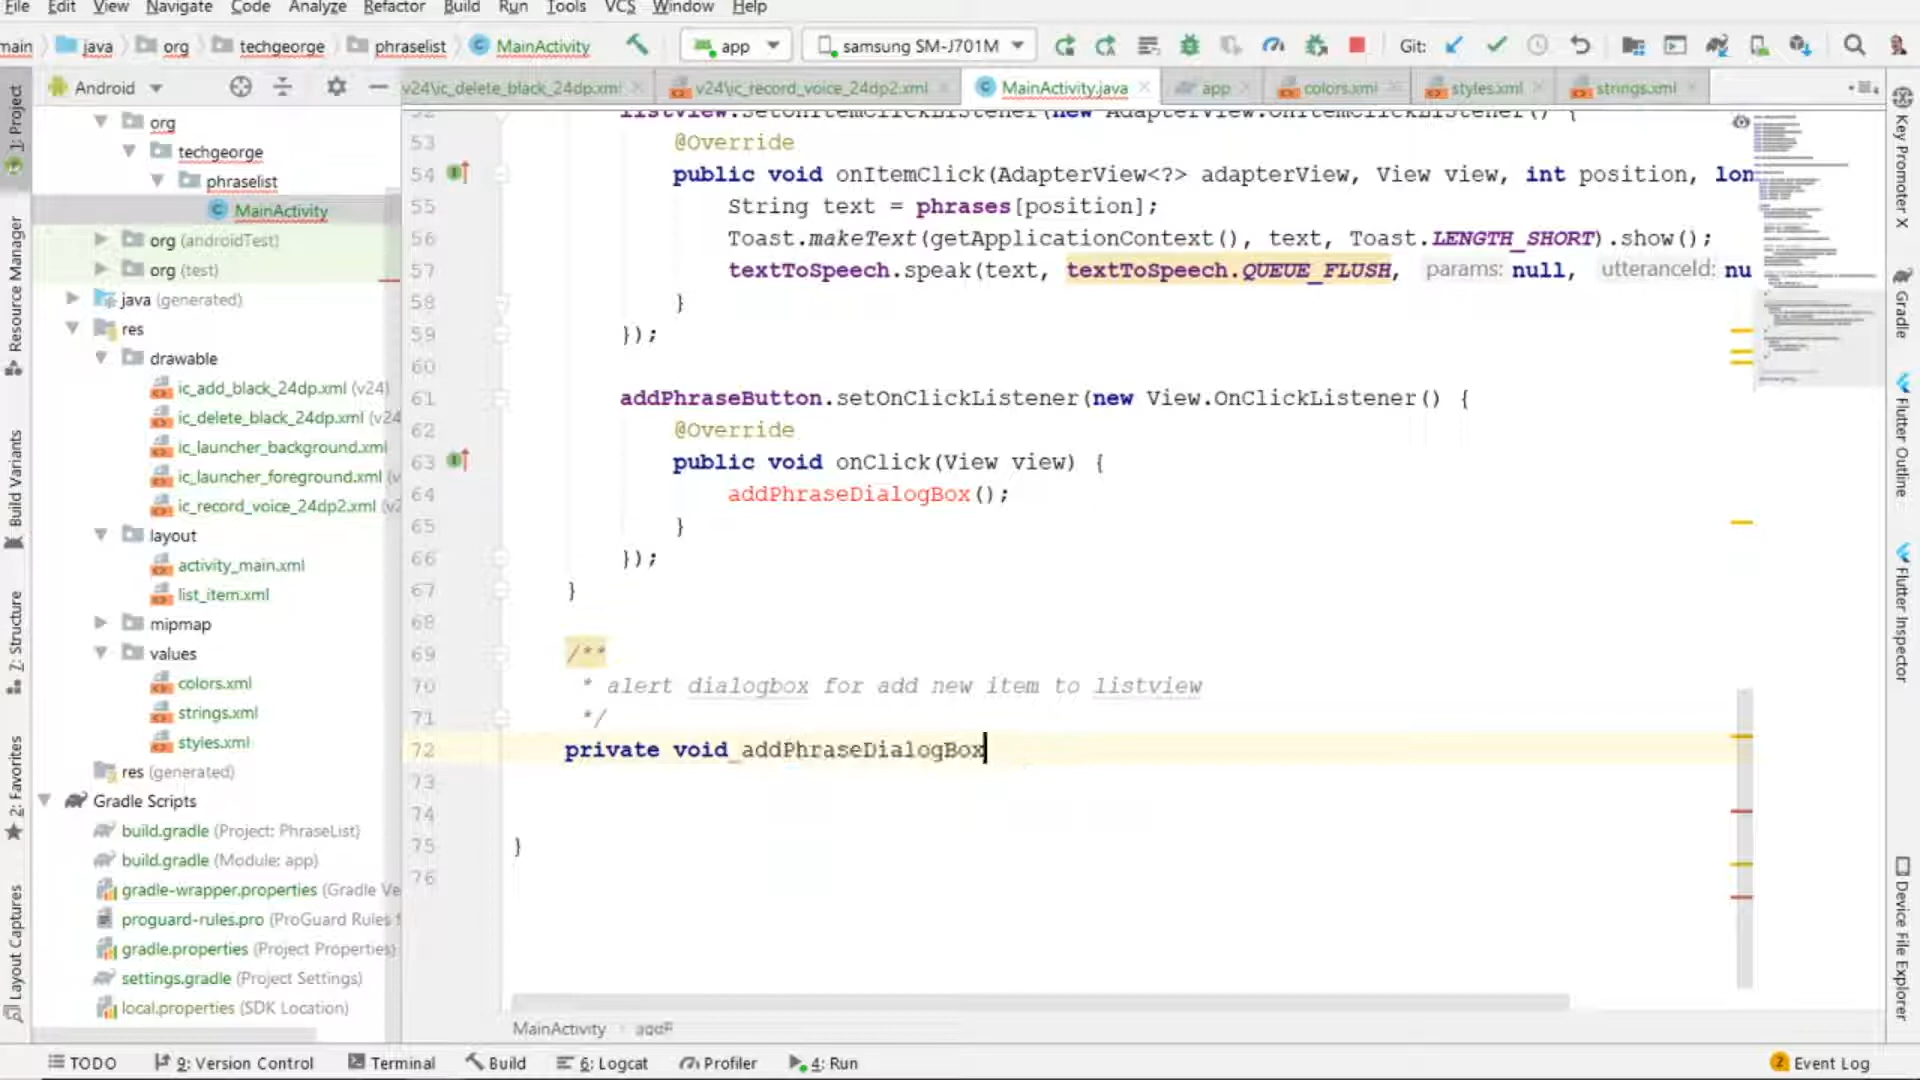 File Edit View Navigate Code Analyze Refactor Build Run Tools VCS Window Help
main java org techgeorge phraselist MainActivity app samsung SM-J701M Git:
Android
v24\ic_delete_black_24dp.xml v24\ic_record_voice_24dp2.xml MainActivity.java app colors.xml styles.xml strings.xml
1: Project
Resource Manager
Build Variants
7: Structure
2: Favorites
Layout Captures
org
techgeorge
phraselist
MainActivity
org (androidTest)
org (test)
java (generated)
res
drawable
ic_add_black_24dp.xml (v24)
ic_delete_black_24dp.xml (v24
ic_launcher_background.xml
ic_launcher_foreground.xml (v
ic_record_voice_24dp2.xml (v2
layout
activity_main.xml
list_item.xml
mipmap
values
colors.xml
strings.xml
styles.xml
res (generated)
Gradle Scripts
build.gradle (Project: PhraseList)
build.gradle (Module: app)
gradle-wrapper.properties (Gradle Ve
proguard-rules.pro (ProGuard Rules f
gradle.properties (Project Properties)
settings.gradle (Project Settings)
local.properties (SDK Location)
52 listview.setOnItemClickListener(new AdapterView.OnItemClickListener() {
53 @Override
54 public void onItemClick(AdapterView<?> adapterView, View view, int position, lon
55 String text = phrases[position];
56 Toast.makeText(getApplicationContext(), text, Toast.LENGTH_SHORT).show();
57 textToSpeech.speak(text, textToSpeech.QUEUE_FLUSH, params: null, utteranceId: nu
58 }
59 });
60
61 addPhraseButton.setOnClickListener(new View.OnClickListener() {
62 @Override
63 public void onClick(View view) {
64 addPhraseDialogBox();
65 }
66 });
67 }
68
69 /**
70 * alert dialogbox for add new item to listview
71 */
72 private void addPhraseDialogBox
73
74
75 }
76
MainActivity addP
Key Promoter X
Gradle
Flutter Outline
Flutter Inspector
Device File Explorer
TODO 9: Version Control Terminal Build 6: Logcat Profiler 4: Run 2 Event Log